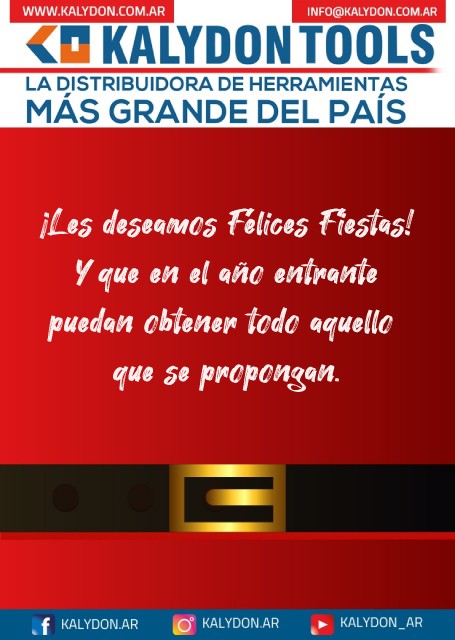 WWW.KALYDON.COM.AR
INFO@KALYDON.COM.AR
KALYDON TOOLS
LA DISTRIBUIDORA DE HERRAMIENTAS
MÁS GRANDE DEL PAÍS
¡Les deseamos Felices Fiestas!
Y que en el año entrante
puedan obtener todo aquello
que se propongan.
KALYDON.AR
KALYDON.AR
KALYDON_AR